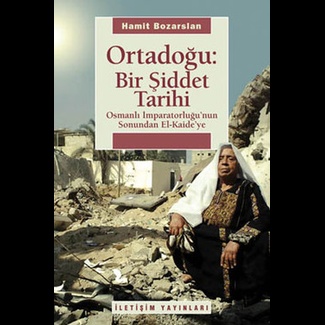 Hamit Bozarslan
Ortadoğu:
Bir Şiddet
Tarihi
Osmanlı İmparatorluğu'nun
Sonundan El-Kaide'ye
İLETİŞİM YAYINLARI